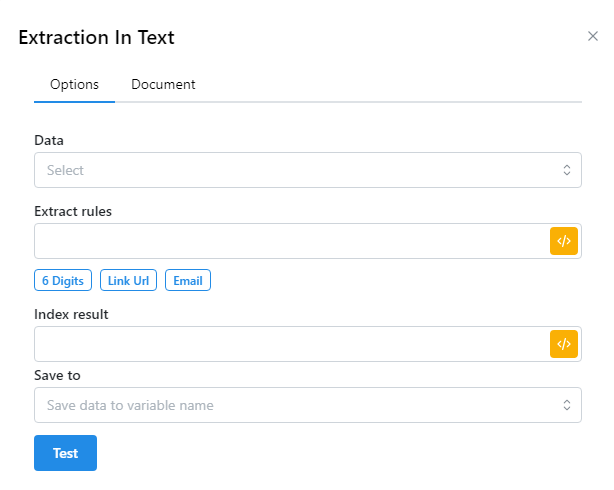 Extraction In Text
Options Document
Data
Select
Extract rules
</>
6 Digits Link Url Email
Index result
</>
Save to
Save data to variable name
Test